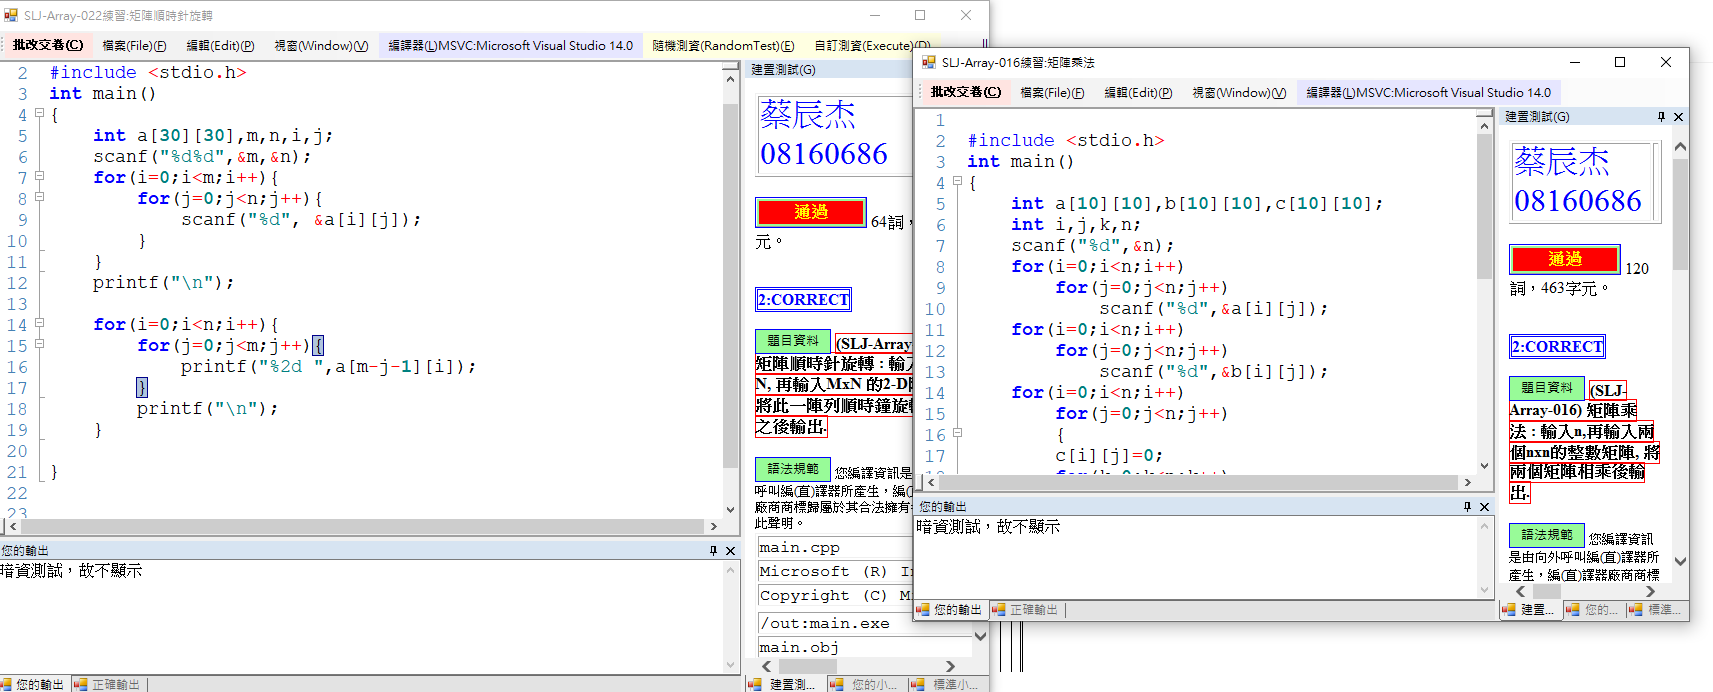 SLJ-Array-022練習:矩陣順時針旋轉
批改交卷(C) 檔案(File)(F) 編輯(Edit)(P) 視窗(Window)(V) 編譯器(L)MSVC:Microsoft Visual Studio 14.0 隨機測資(RandomTest)(E) 自訂測資(Execute)(D)
2 #include <stdio.h>
3 int main()
4 {
5 int a[30][30],m,n,i,j;
6 scanf("%d%d",&m,&n);
7 for(i=0;i<m;i++){
8 for(j=0;j<n;j++){
9 scanf("%d", &a[i][j]);
10 }
11 }
12 printf("\n");
13
14 for(i=0;i<n;i++){
15 for(j=0;j<m;j++){
16 printf("%2d ",a[m-j-1][i]);
17 }
18 printf("\n");
19 }
20
21 }
22
23
您的輸出
暗資測試，故不顯示
您的輸出 正確輸出
建置測試(G)
蔡辰杰
08160686
通過 64詞，
元。
2:CORRECT
題目資料 (SLJ-Array
矩陣順時針旋轉 : 輸入
N, 再輸入MxN 的2-D
將此一陣列順時鐘旋
之後輸出.
語法規範 您編譯資訊是
呼叫編(直)譯器所產生，編(
廠商商標歸屬於其合法擁有
此聲明。
main.cpp
Microsoft (R)
Copyright (C)
/out:main.exe
main.obj
建置測... 您的小... 標準小...
SLJ-Array-016練習:矩陣乘法
批改交卷(C) 檔案(File)(F) 編輯(Edit)(P) 視窗(Window)(V) 編譯器(L)MSVC:Microsoft Visual Studio 14.0
1
2 #include <stdio.h>
3 int main()
4 {
5 int a[10][10],b[10][10],c[10][10];
6 int i,j,k,n;
7 scanf("%d",&n);
8 for(i=0;i<n;i++)
9 for(j=0;j<n;j++)
10 scanf("%d",&a[i][j]);
11 for(i=0;i<n;i++)
12 for(j=0;j<n;j++)
13 scanf("%d",&b[i][j]);
14 for(i=0;i<n;i++)
15 for(j=0;j<n;j++)
16 {
17 c[i][j]=0;
您的輸出
暗資測試，故不顯示
您的輸出 正確輸出
建置測試(G)
蔡辰杰
08160686
通過 120
詞，463字元。
2:CORRECT
題目資料 (SLJ-
Array-016) 矩陣乘
法 : 輸入n,再輸入兩
個nxn的整數矩陣, 將
兩個矩陣相乘後輸
出.
語法規範 您編譯資訊
是由向外呼叫編(直)譯器所
產生，編(直)譯器廠商商標
建置... 您的... 標準...